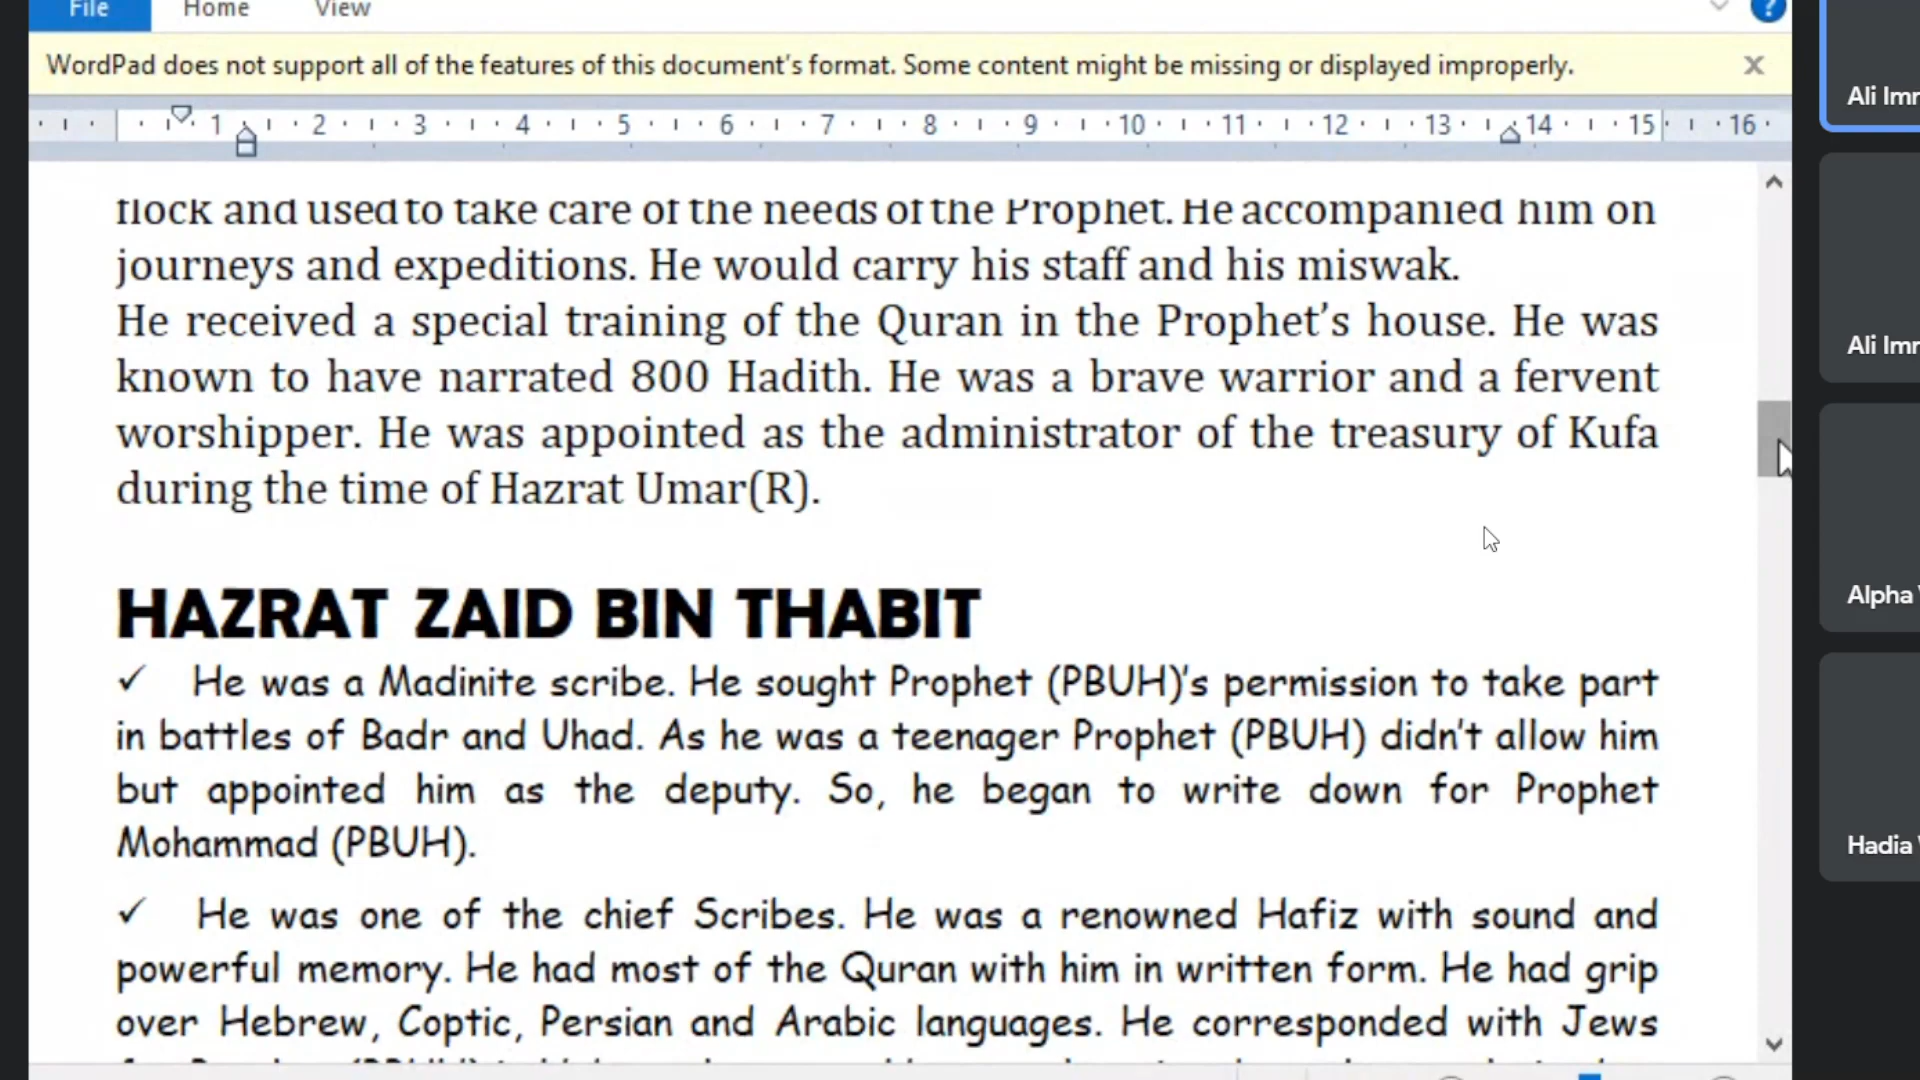 File Home View
WordPad does not support all of the features of this document's format. Some content might be missing or displayed improperly.
1 2 3 4 5 6 7 8 9 10 11 12 13 14 15 16
flock and used to take care of the needs of the Prophet. He accompanied him on
journeys and expeditions. He would carry his staff and his miswak.
He received a special training of the Quran in the Prophet’s house. He was
known to have narrated 800 Hadith. He was a brave warrior and a fervent
worshipper. He was appointed as the administrator of the treasury of Kufa
during the time of Hazrat Umar(R).
HAZRAT ZAID BIN THABIT
✓ He was a Madinite scribe. He sought Prophet (PBUH)’s permission to take part
in battles of Badr and Uhad. As he was a teenager Prophet (PBUH) didn’t allow him
but appointed him as the deputy. So, he began to write down for Prophet
Mohammad (PBUH).
✓ He was one of the chief Scribes. He was a renowned Hafiz with sound and
powerful memory. He had most of the Quran with him in written form. He had grip
over Hebrew, Coptic, Persian and Arabic languages. He corresponded with Jews
Ali Imr
Ali Imr
Alpha
Hadia